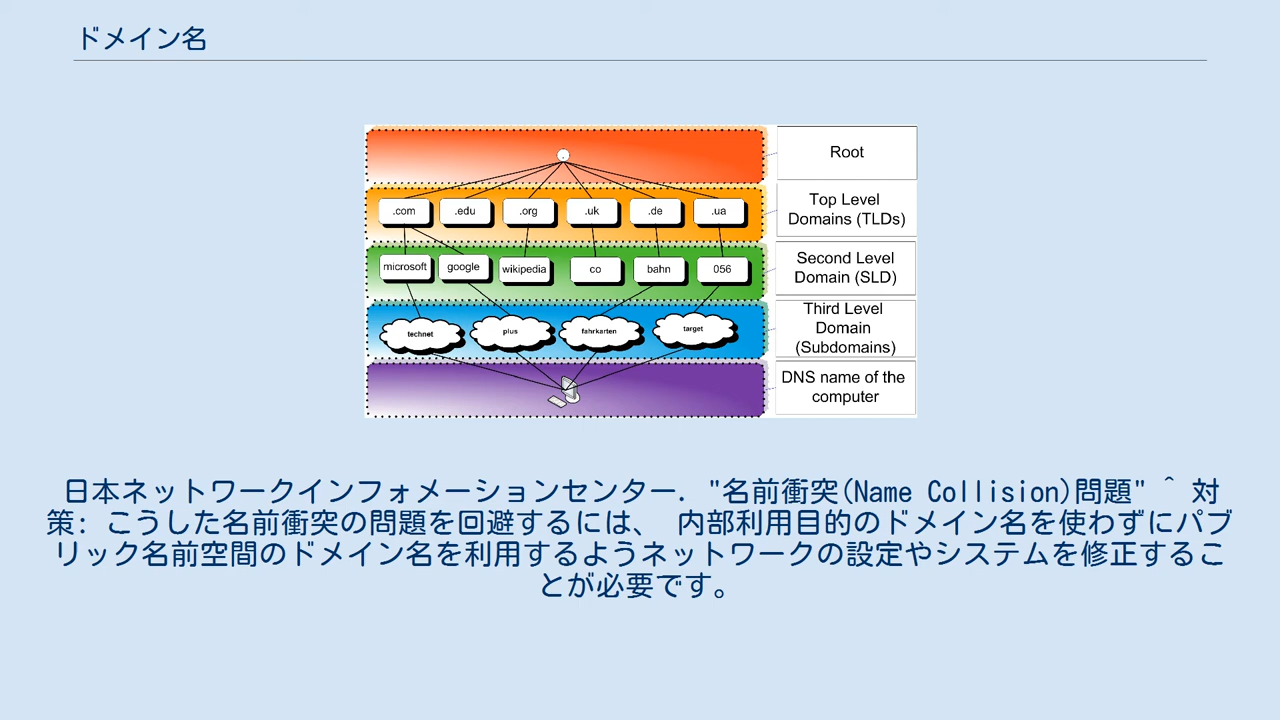 ドメイン名
Root
.com .edu .org .uk .de .ua
Top Level
Domains (TLDs)
microsoft google wikipedia co bahn 056
Second Level
Domain (SLD)
technet plus fahrkarten target
Third Level
Domain
(Subdomains)
DNS name of the
computer
日本ネットワークインフォメーションセンター. "名前衝突(Name Collision)問題" ^ 対
策: こうした名前衝突の問題を回避するには、 内部利用目的のドメイン名を使わずにパブ
リック名前空間のドメイン名を利用するようネットワークの設定やシステムを修正するこ
とが必要です。